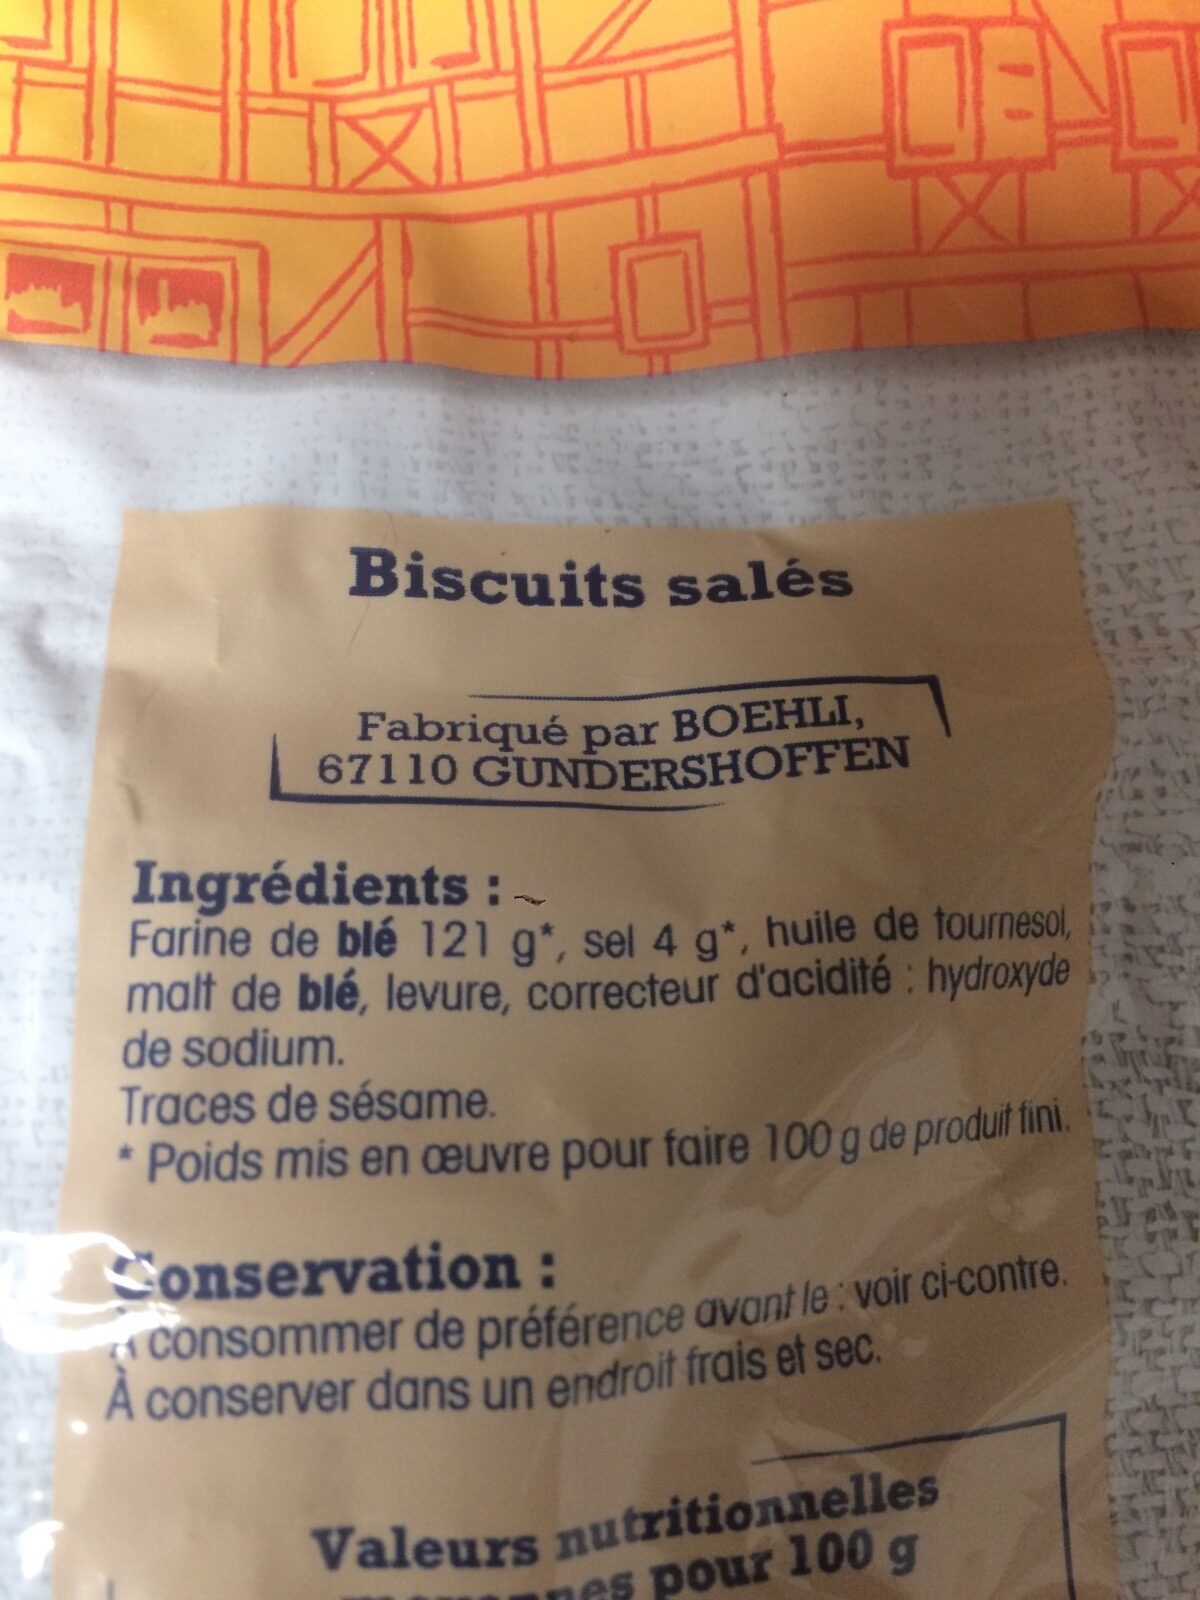 Biscuits salés
Fabriqué par BOEHLI,
67110 GUNDERSHOFFEN
Ingrédients :
Farine de blé 121 g*, sel 4 g*, huile de tournesol,
malt de blé, levure, correcteur d'acidité : hydroxyde
de sodium.
Traces de sésame.
* Poids mis en œuvre pour faire 100 g de produit fini.
Conservation :
À consommer de préférence avant le : voir ci-contre.
À conserver dans un endroit frais et sec.
Valeurs nutritionnelles
moyennes pour 100 g